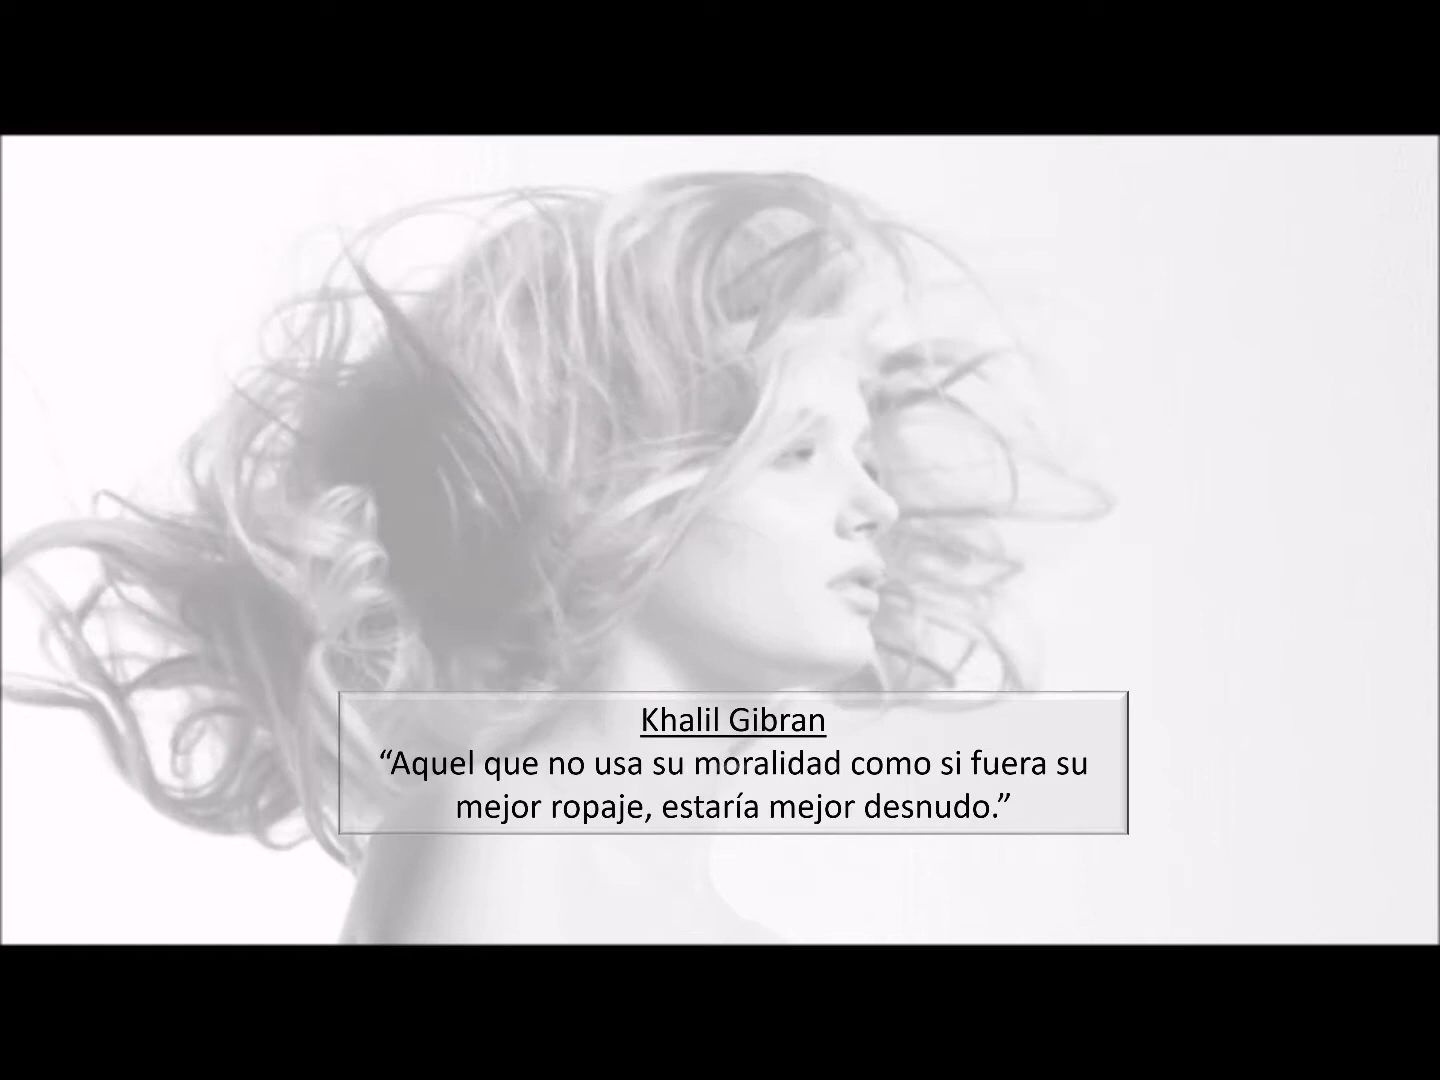 Khalil Gibran
“Aquel que no usa su moralidad como si fuera su
mejor ropaje, estaría mejor desnudo.”